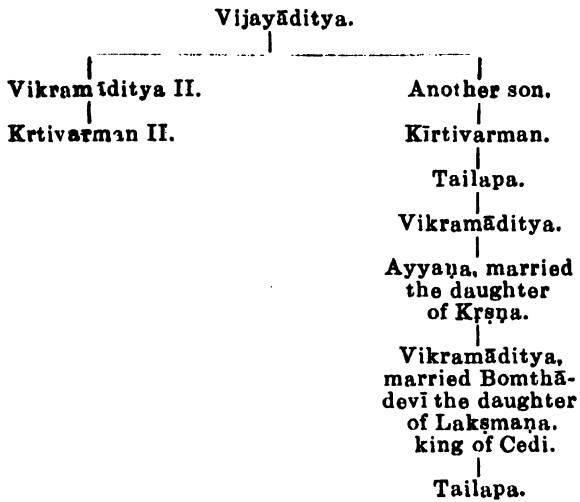 Vijayāditya.
Vikramāditya II.
Another son.
Krtivarman II.
Kīrtivarman.
Tailapa.
Vikramāditya.
Ayyaṇa, married
the daughter
of Kṛṣṇa.
Vikramāditya,
married Bomthā-
devī the daughter
of Lakṣmaṇa.
king of Cedi.
Tailapa.